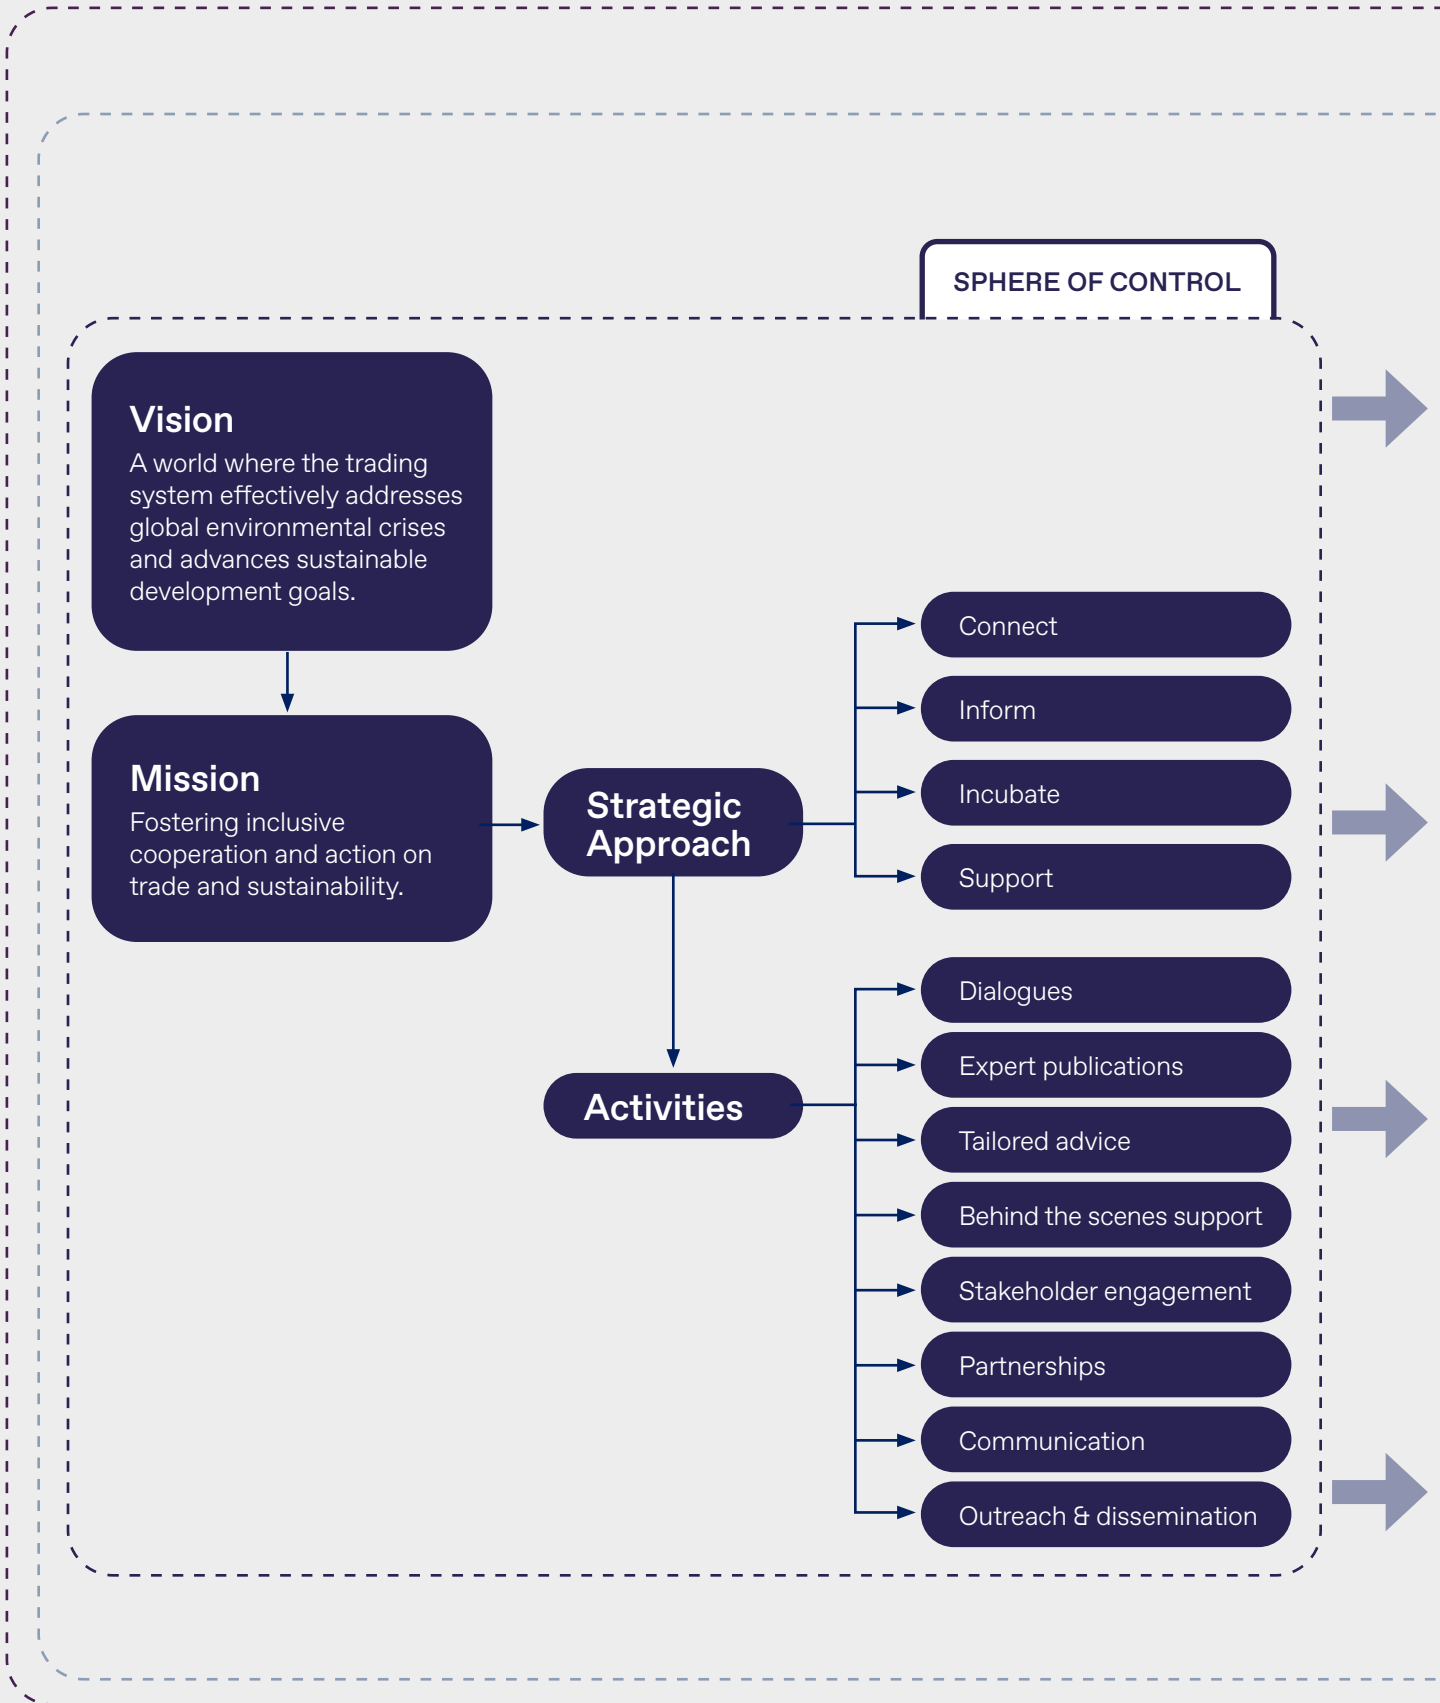 SPHERE OF CONTROL
Vision
A world where the trading
system effectively addresses
global environmental crises
and advances sustainable
development goals.
Mission
Fostering inclusive
cooperation and action on
trade and sustainability.
Strategic
Approach
Connect
Inform
Incubate
Support
Activities
Dialogues
Expert publications
Tailored advice
Behind the scenes support
Stakeholder engagement
Partnerships
Communication
Outreach & dissemination